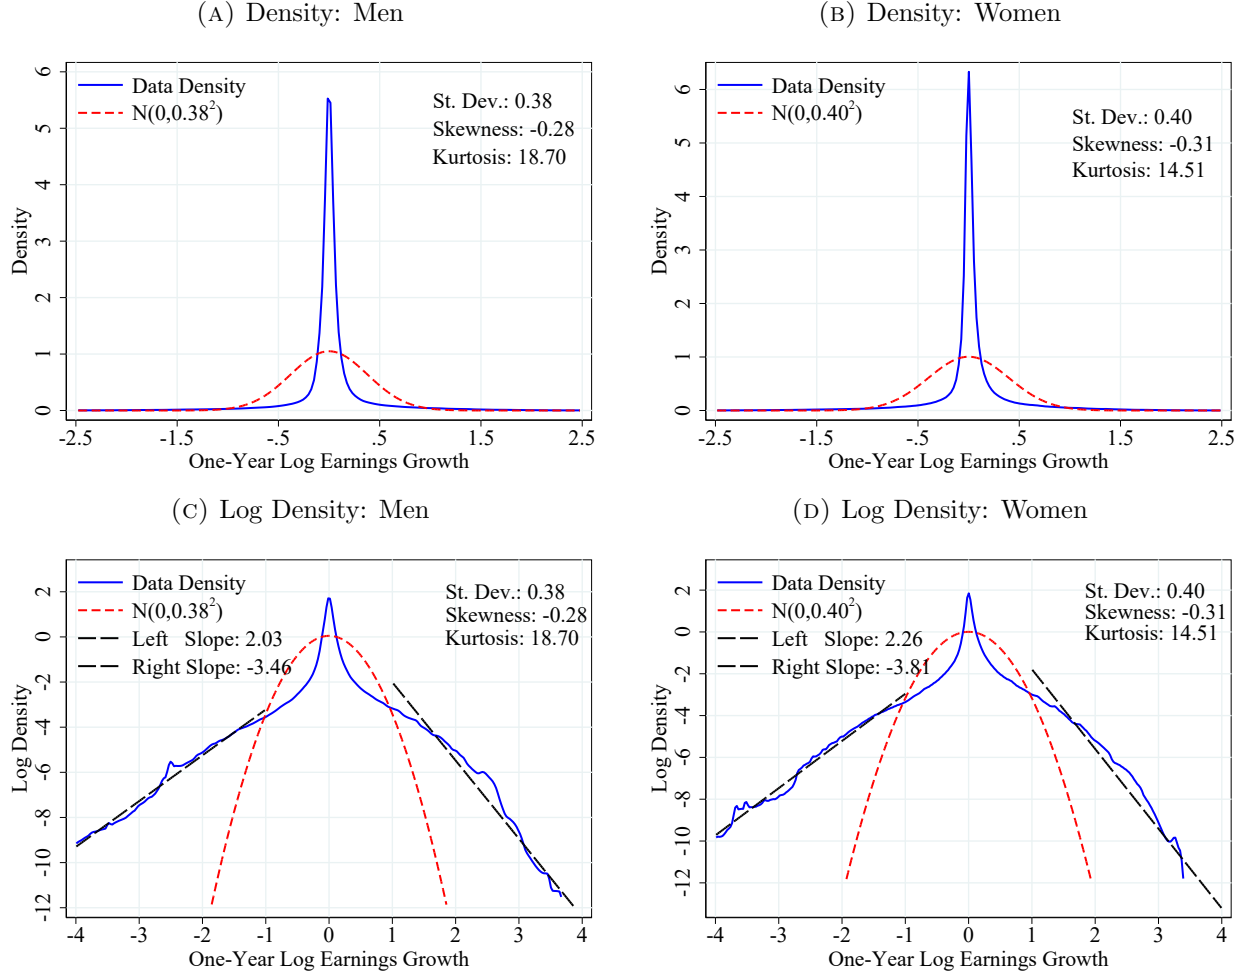 (A) Density: Men
6
5
4
3
2
1
0
Density
Data Density
N(0,0.38²)
St. Dev.: 0.38
Skewness: -0.28
Kurtosis: 18.70
-2.5 -1.5 -.5 .5 1.5 2.5
One-Year Log Earnings Growth
(B) Density: Women
6
5
4
3
2
1
0
Density
Data Density
N(0,0.40²)
St. Dev.: 0.40
Skewness: -0.31
Kurtosis: 14.51
-2.5 -1.5 -.5 .5 1.5 2.5
One-Year Log Earnings Growth
(C) Log Density: Men
2
0
-2
-4
-6
-8
-10
-12
Log Density
Data Density
N(0,0.38²)
Left Slope: 2.03
Right Slope: -3.46
St. Dev.: 0.38
Skewness: -0.28
Kurtosis: 18.70
-4 -3 -2 -1 0 1 2 3 4
One-Year Log Earnings Growth
(D) Log Density: Women
2
0
-2
-4
-6
-8
-10
-12
Log Density
Data Density
N(0,0.40²)
Left Slope: 2.26
Right Slope: -3.81
St. Dev.: 0.40
Skewness: -0.31
Kurtosis: 14.51
-4 -3 -2 -1 0 1 2 3 4
One-Year Log Earnings Growth